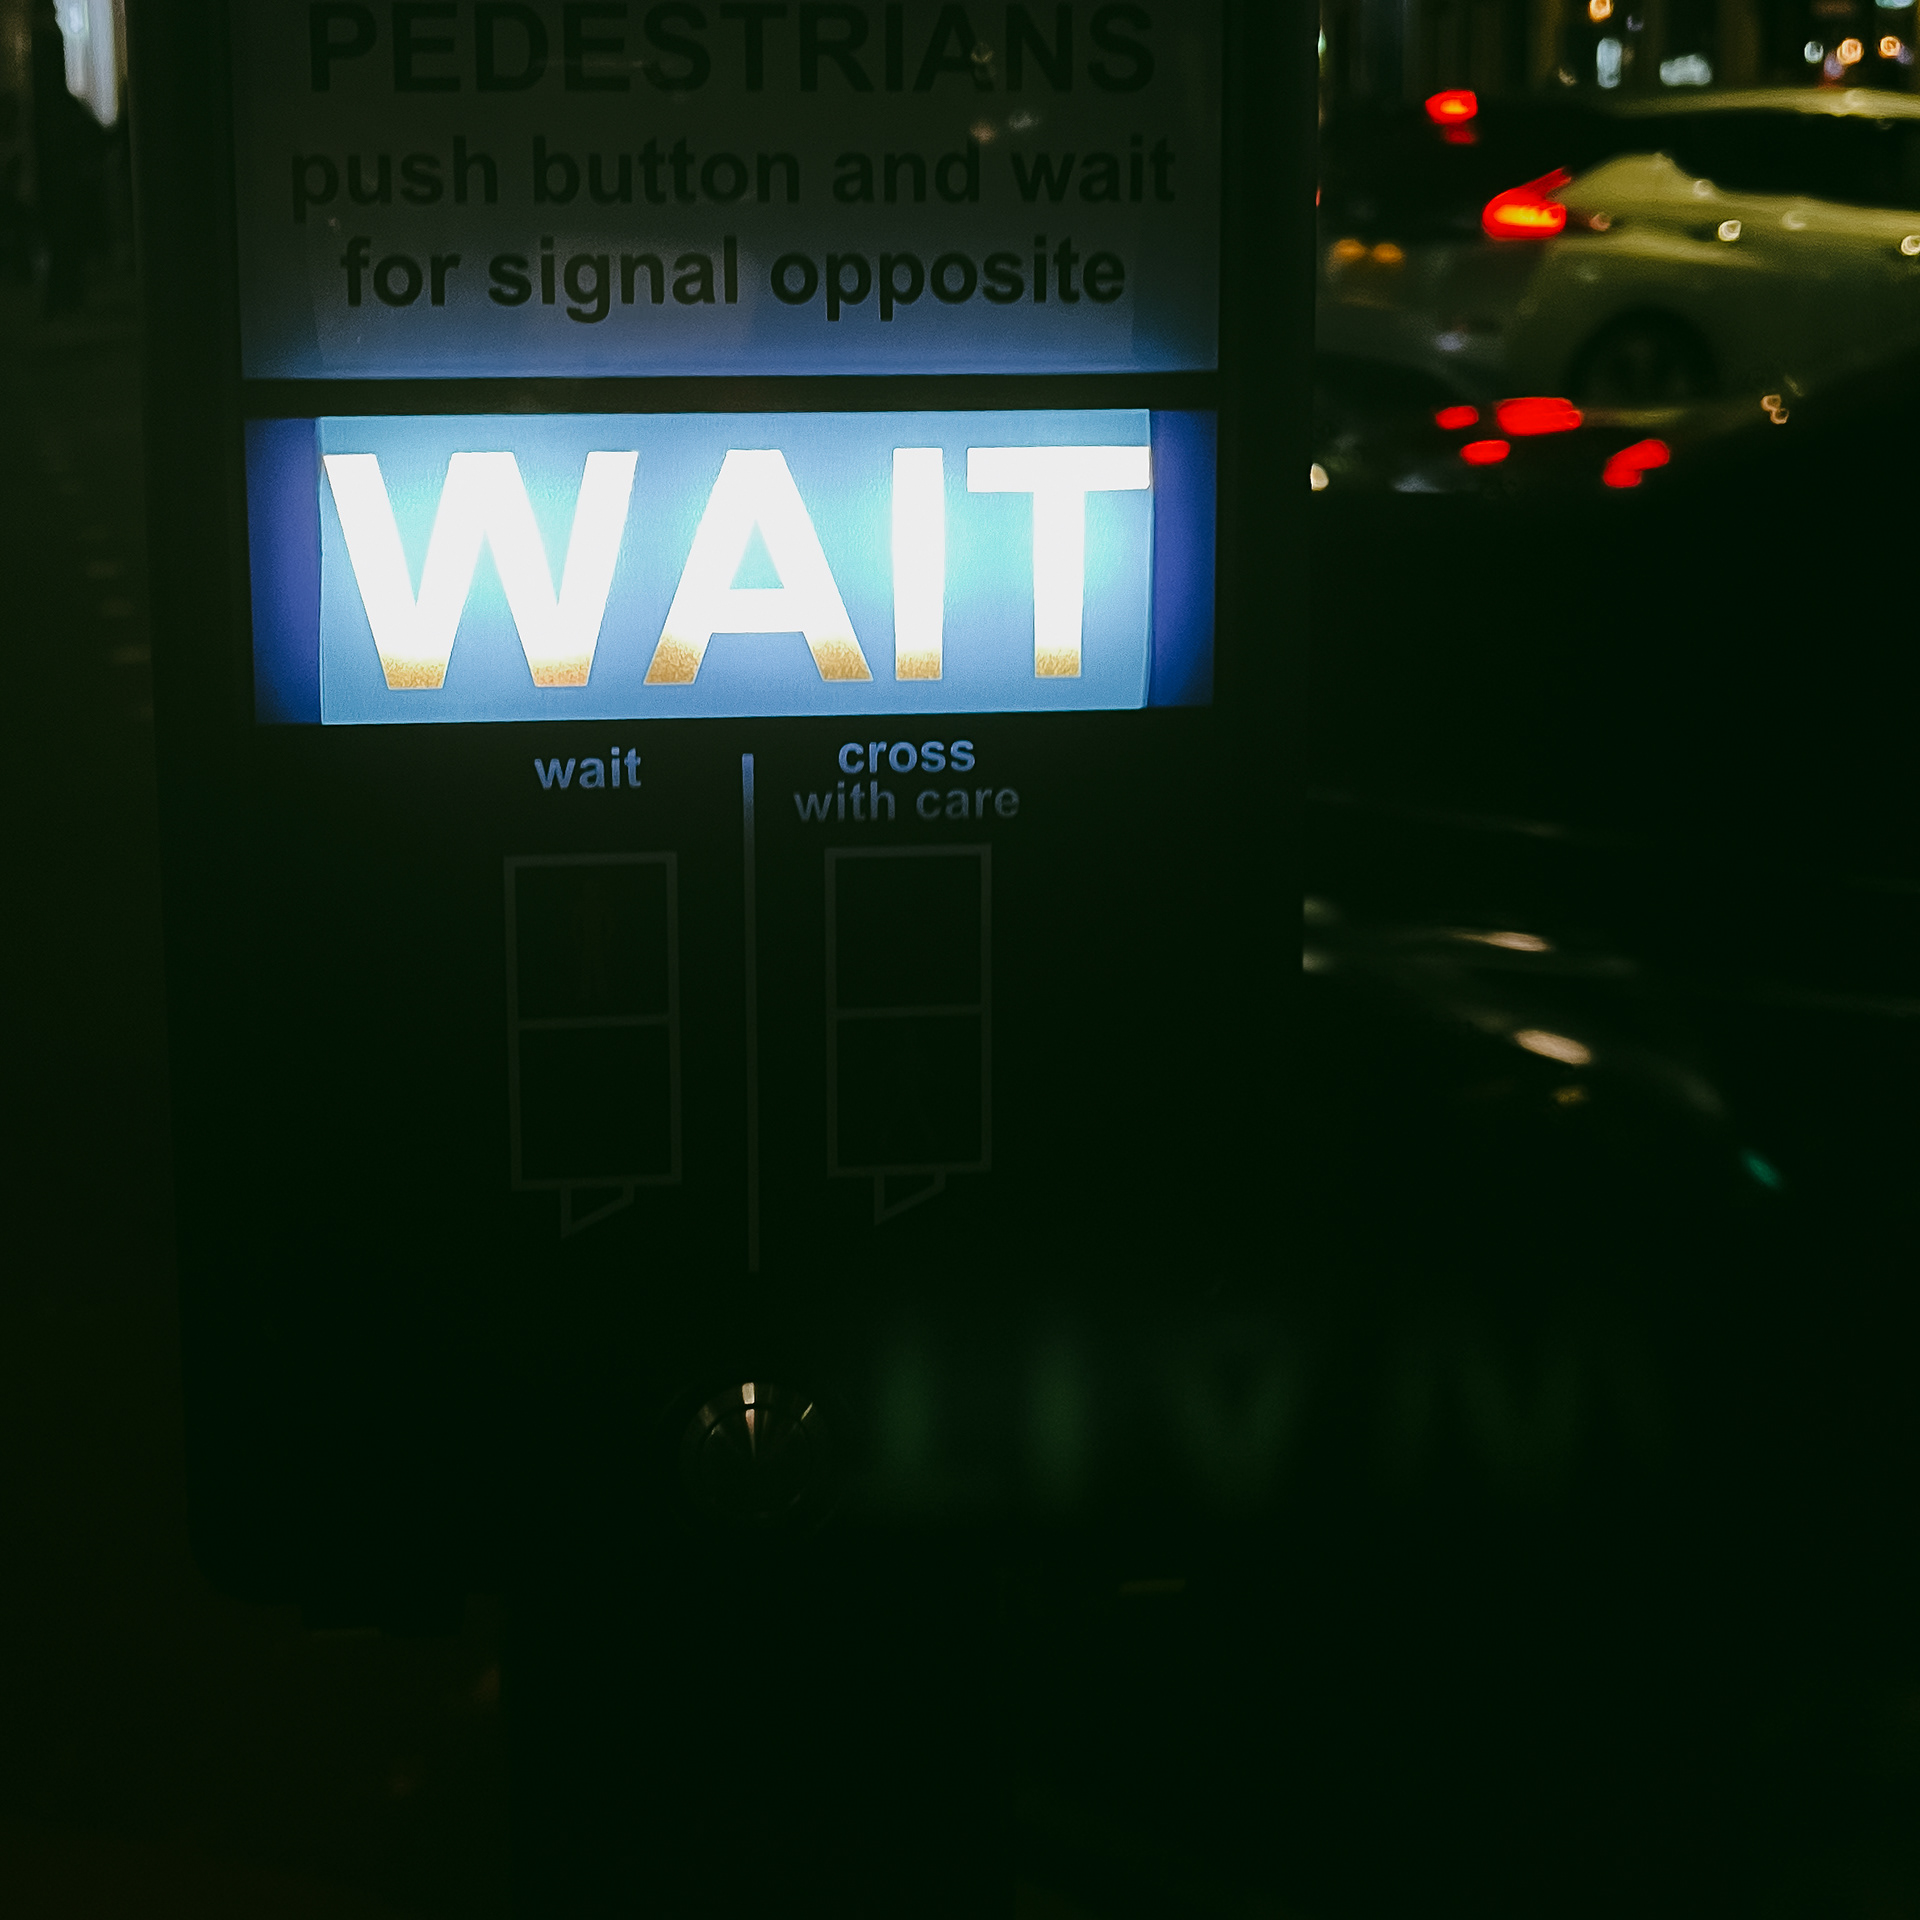 PEDESTRIANS
push button and wait
for signal opposite
WAIT
wait
cross
with care